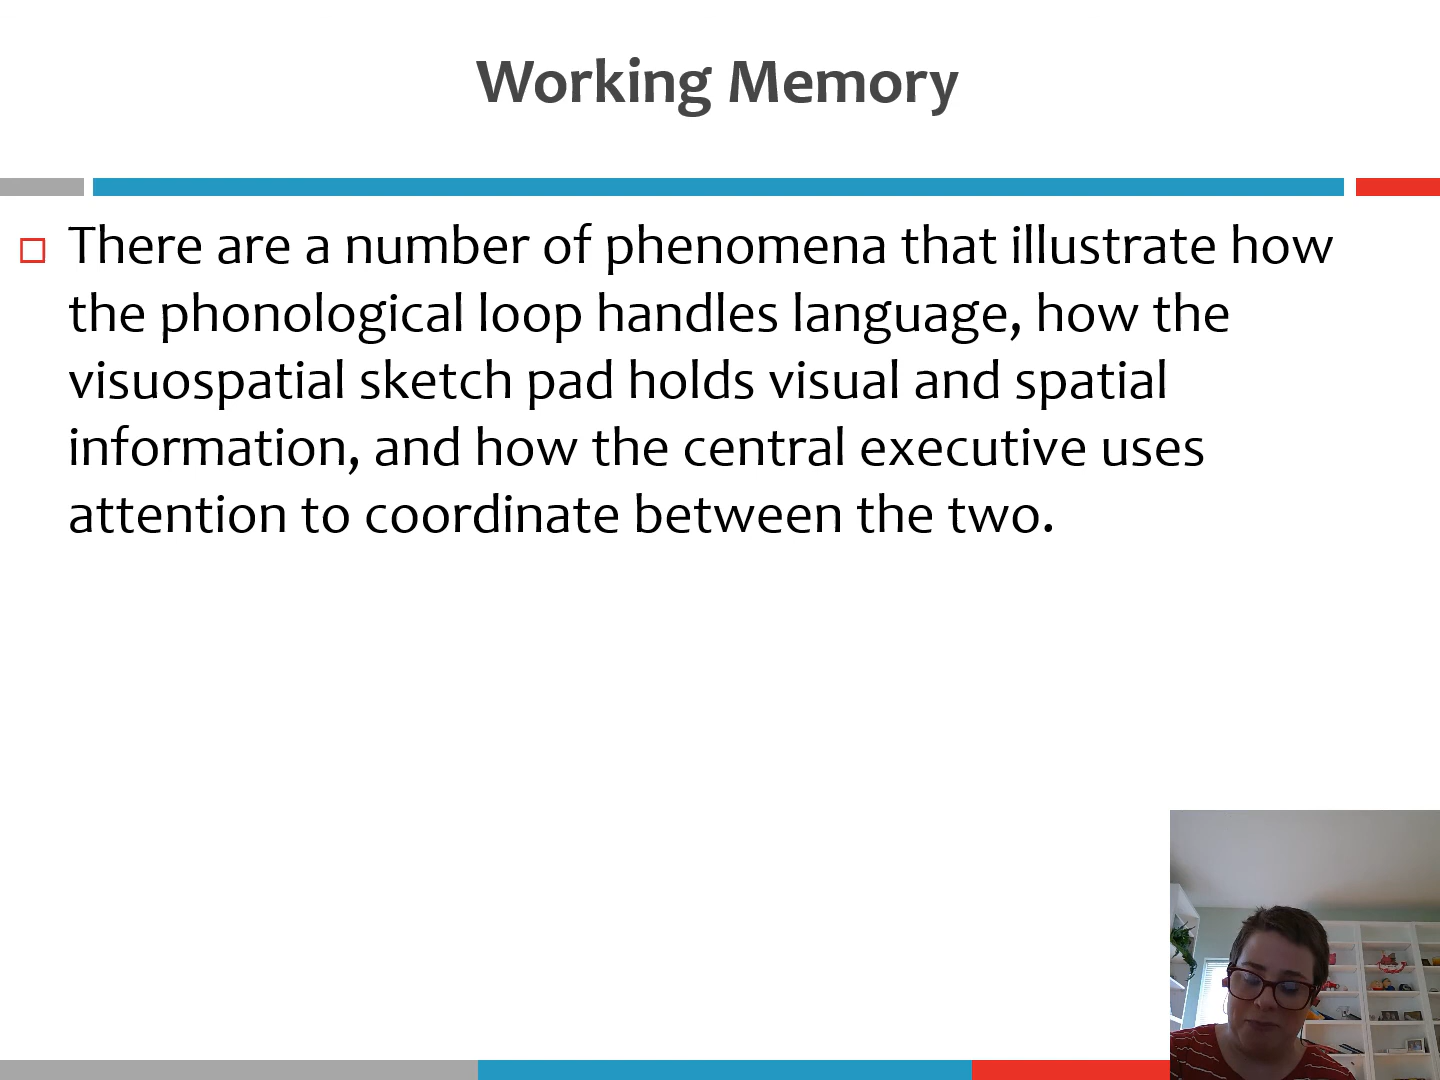 Working Memory
There are a number of phenomena that illustrate how
the phonological loop handles language, how the
visuospatial sketch pad holds visual and spatial
information, and how the central executive uses
attention to coordinate between the two.